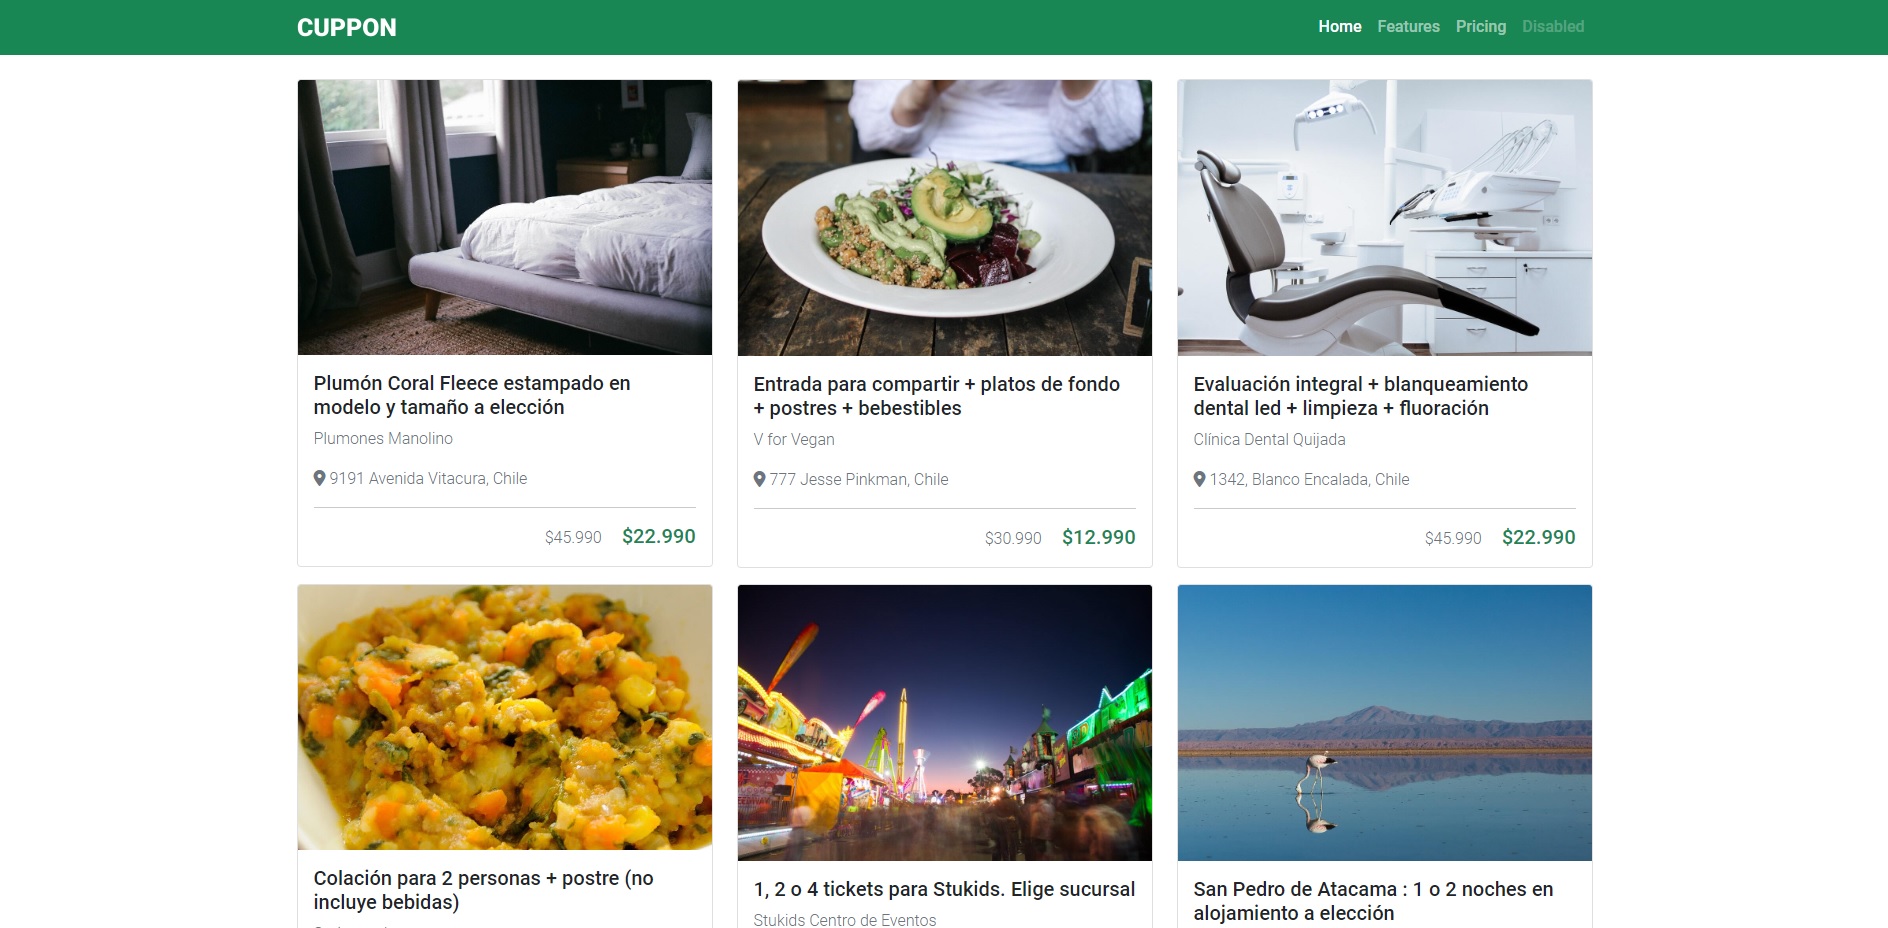 CUPPON
Home Features Pricing Disabled
Plumón Coral Fleece estampado en
modelo y tamaño a elección
Plumones Manolino
9191 Avenida Vitacura, Chile
$45.990 $22.990
Entrada para compartir + platos de fondo
+ postres + bebestibles
V for Vegan
777 Jesse Pinkman, Chile
$30.990 $12.990
Evaluación integral + blanqueamiento
dental led + limpieza + fluoración
Clínica Dental Quijada
1342, Blanco Encalada, Chile
$45.990 $22.990
Colación para 2 personas + postre (no
incluye bebidas)
1, 2 o 4 tickets para Stukids. Elige sucursal
Stukids Centro de Eventos
San Pedro de Atacama : 1 o 2 noches en
alojamiento a elección